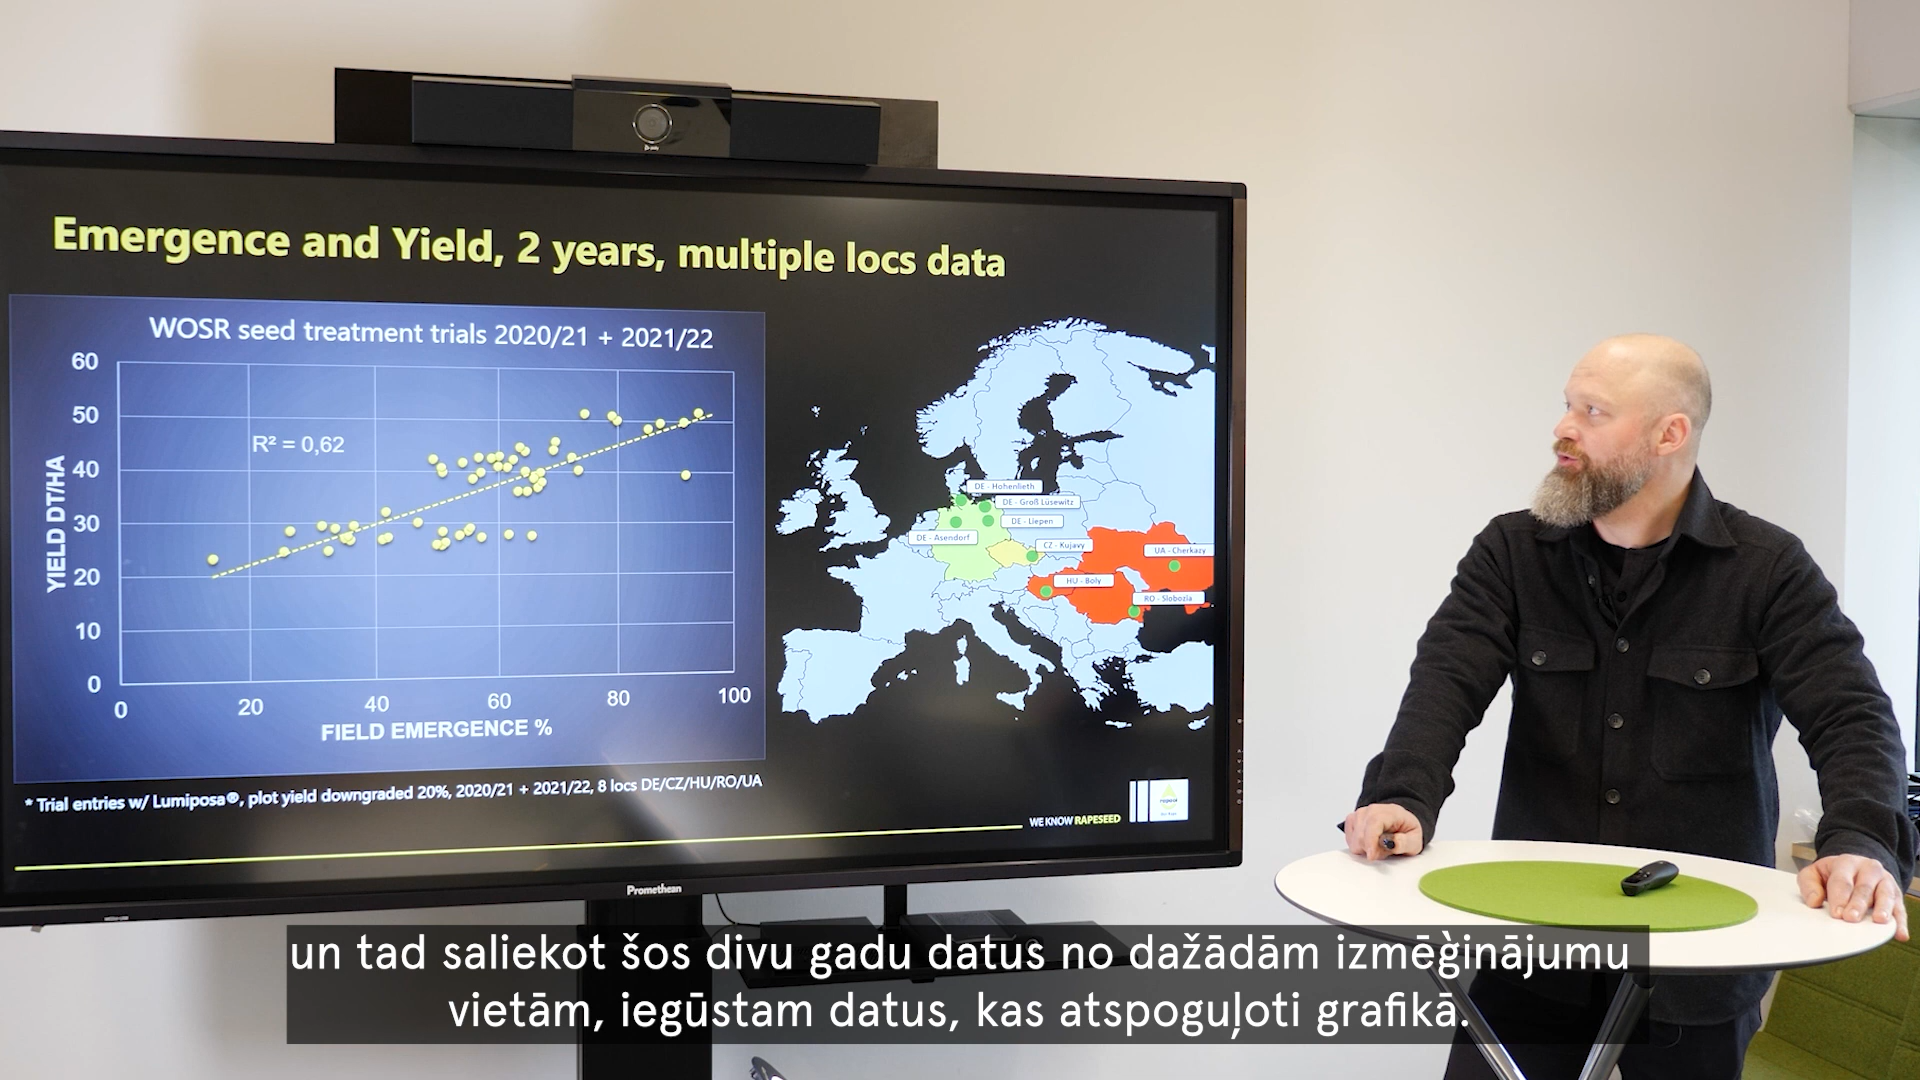 Emergence and Yield, 2 years, multiple locs data
WOSR seed treatment trials 2020/21 + 2021/22
60
50
40
30
20
10
0
YIELD DT/HA
R² = 0,62
0
20
40
60
80
100
FIELD EMERGENCE %
DE - Hohenlieth
DE - Groß Lüsewitz
DE - Liepen
DE - Asendorf
CZ - Kujavy
UA - Cherkazy
HU - Boly
RO - Slobozia
* Trial entries w/ Lumiposa®, plot yield downgraded 20%, 2020/21 + 2021/22, 8 locs DE/CZ/HU/RO/UA
WE KNOW RAPESEED
rapool
Promethean
un tad saliekot šos divu gadu datus no dažādām izmēģinājumu
vietām, iegūstam datus, kas atspoguļoti grafikā.